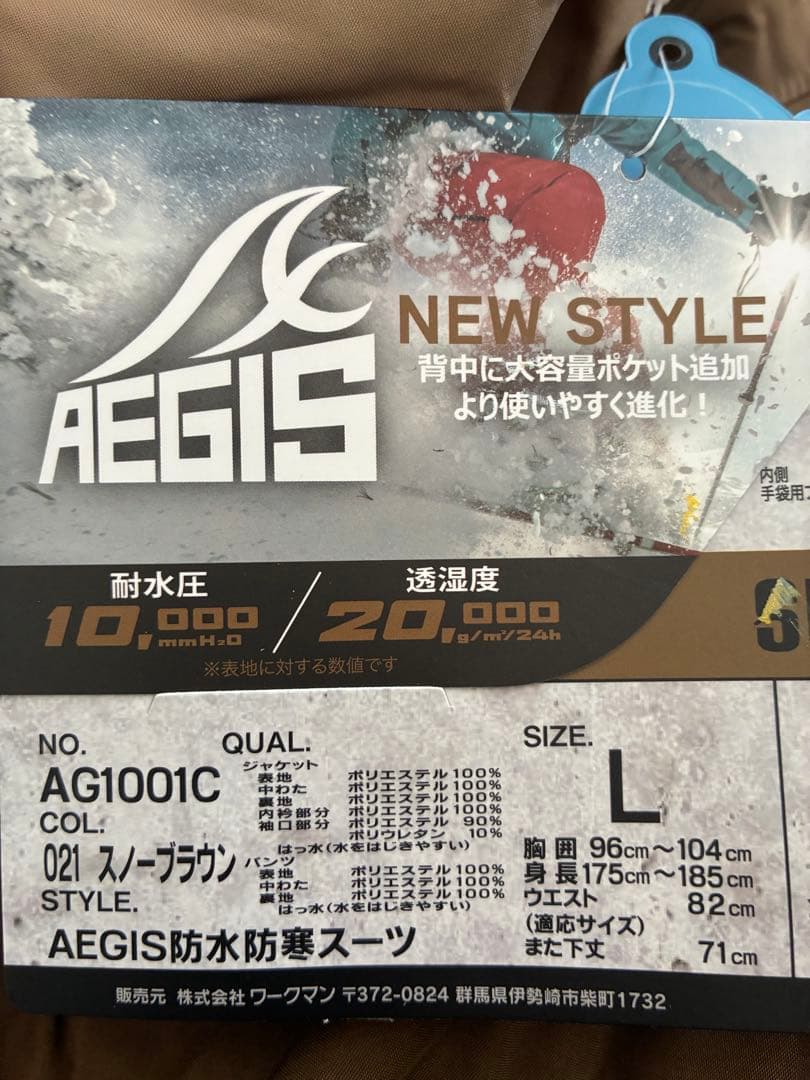 AEGIS
NEW STYLE
背中に大容量ポケット追加
より使いやすく進化！
内側
手袋用
耐水圧
10,000mmH₂O
／
透湿度
20,000g/m²/24h
※表地に対する数値です
NO.
AG1001C
COL.
021 スノーブラウン
STYLE.
AEGIS防水防寒スーツ
QUAL.
ジャケット
表地 ポリエステル100%
中わた ポリエステル100%
裏地 ポリエステル100%
内衿部分 ポリエステル100%
袖口部分 ポリエステル 90%
ポリウレタン 10%
はっ水(水をはじきやすい)
パンツ
表地 ポリエステル100%
中わた ポリエステル100%
裏地 ポリエステル100%
はっ水(水をはじきやすい)
SIZE.
L
胸囲 96cm～104cm
身長 175cm～185cm
ウエスト 82cm
(適応サイズ)
また下丈 71cm
販売元 株式会社 ワークマン 〒372-0824 群馬県伊勢崎市柴町1732